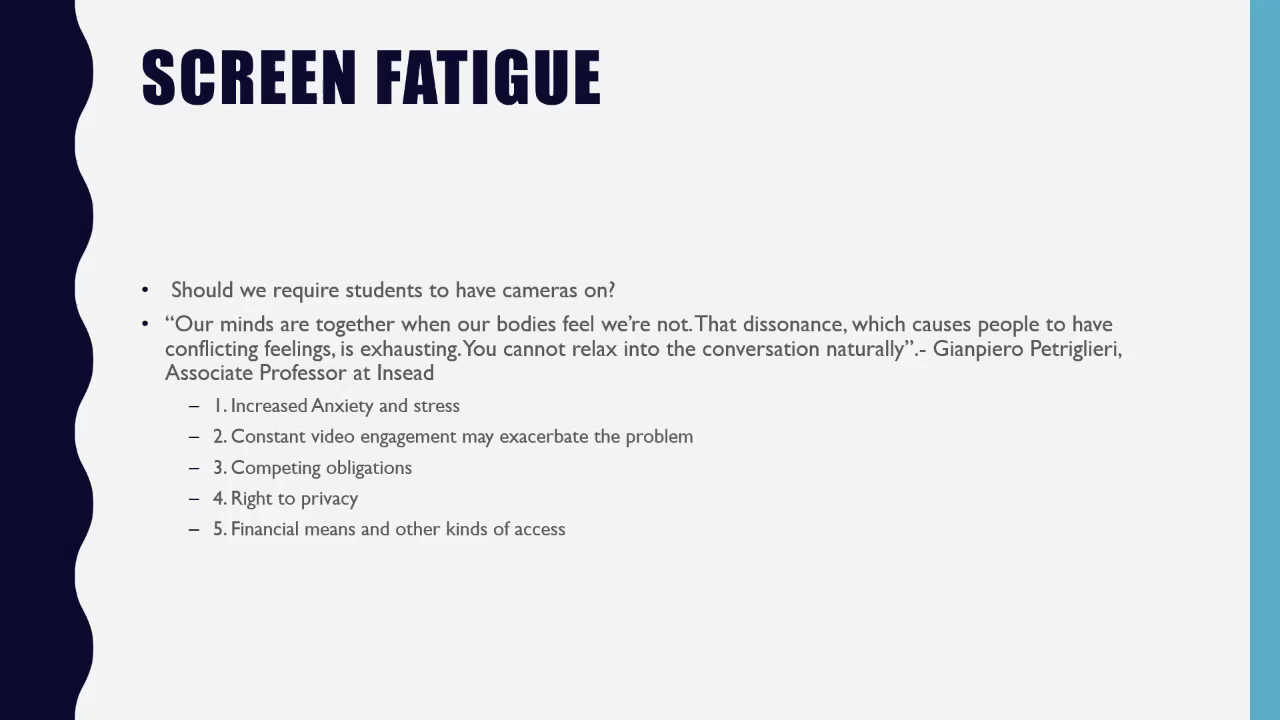 SCREEN FATIGUE
• Should we require students to have cameras on?
• “Our minds are together when our bodies feel we’re not. That dissonance, which causes people to have
conflicting feelings, is exhausting. You cannot relax into the conversation naturally”.- Gianpiero Petriglieri,
Associate Professor at Insead
– 1. Increased Anxiety and stress
– 2. Constant video engagement may exacerbate the problem
– 3. Competing obligations
– 4. Right to privacy
– 5. Financial means and other kinds of access